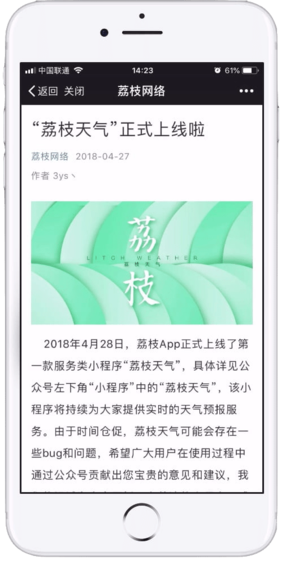 中国联通 14:23 61%
返回 关闭 荔枝网络
“荔枝天气”正式上线啦
荔枝网络 2018-04-27
作者 3ys丶
荔
LITCH WEATHER
荔枝天气
枝
2018年4月28日，荔枝App正式上线了第
一款服务类小程序“荔枝天气”，具体详见公
众号左下角“小程序”中的“荔枝天气”，该小
程序将持续为大家提供实时的天气预报服
务。由于时间仓促，荔枝天气可能会存在一
些bug和问题，希望广大用户在使用过程中
通过公众号贡献出您宝贵的意见和建议，我